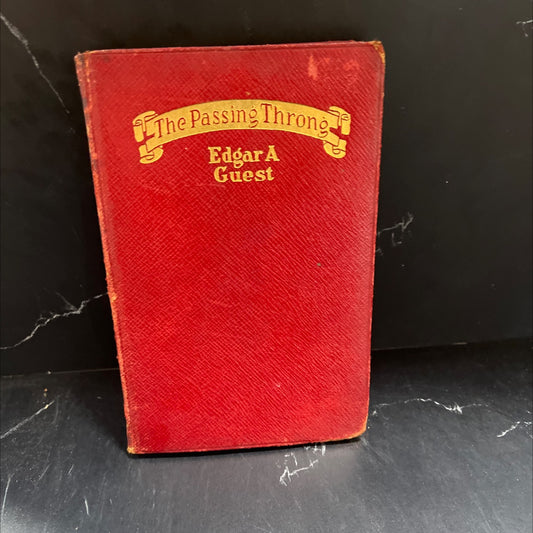 The Passing Throng
Edgar A
Guest